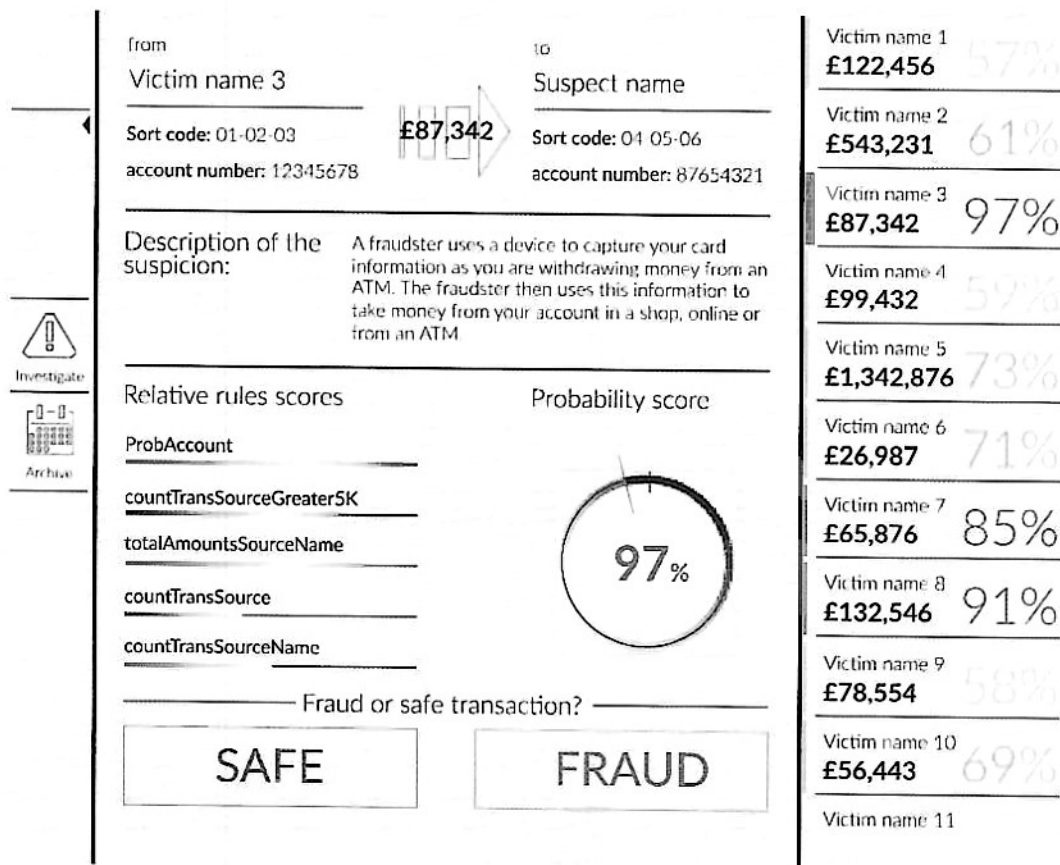 Investigate
Archive
from
Victim name 3
Sort code: 01-02-03
account number: 12345678
£87,342
to
Suspect name
Sort code: 04 05-06
account number: 87654321
Description of the
suspicion:
A fraudster uses a device to capture your card
information as you are withdrawing money from an
ATM. The fraudster then uses this information to
take money from your account in a shop, online or
from an ATM
Relative rules scores
ProbAccount
countTransSourceGreater5K
totalAmountsSourceName
countTransSource
countTransSourceName
Probability score
97%
Fraud or safe transaction?
SAFE
FRAUD
Victim name 1
£122,456 57%
Victim name 2
£543,231 61%
Victim name 3
£87,342 97%
Victim name 4
£99,432 59%
Victim name 5
£1,342,876 73%
Victim name 6
£26,987 71%
Victim name 7
£65,876 85%
Victim name 8
£132,546 91%
Victim name 9
£78,554 58%
Victim name 10
£56,443 69%
Victim name 11